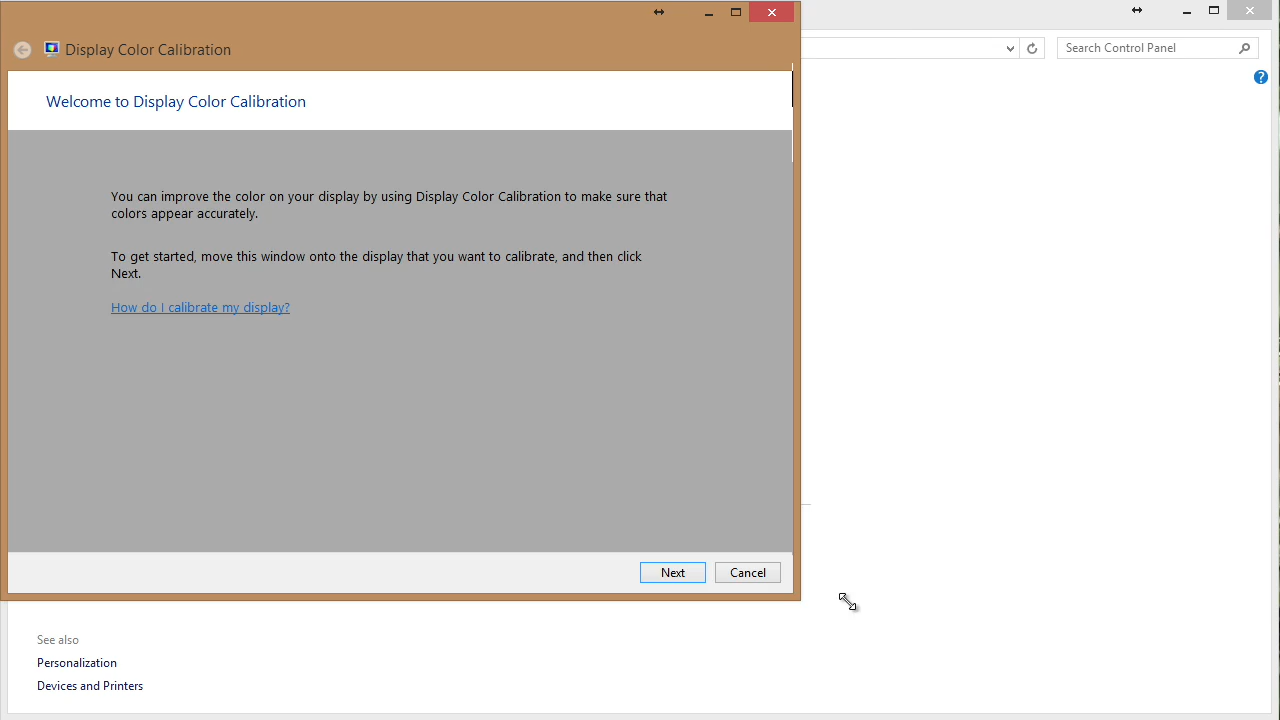 Display Color Calibration
Search Control Panel
Welcome to Display Color Calibration
You can improve the color on your display by using Display Color Calibration to make sure that
colors appear accurately.
To get started, move this window onto the display that you want to calibrate, and then click
Next.
How do I calibrate my display?
Next
Cancel
See also
Personalization
Devices and Printers